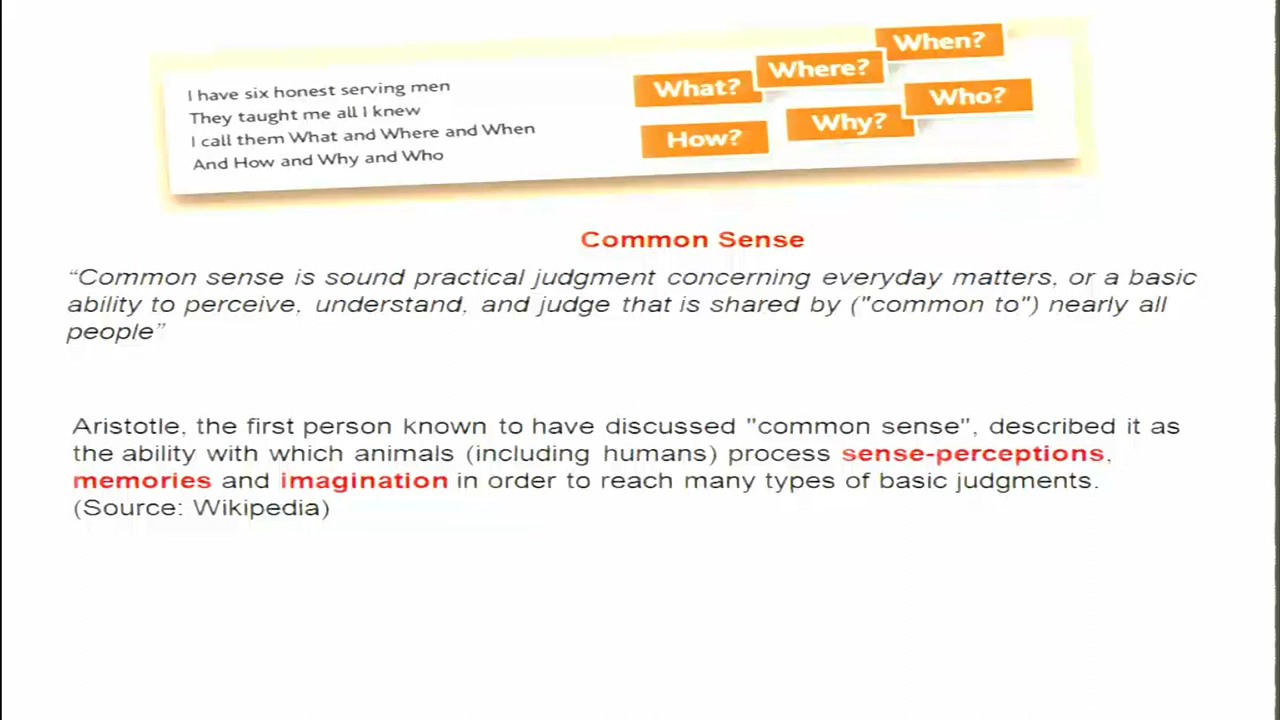 I have six honest serving men
They taught me all I knew
I call them What and Where and When
And How and Why and Who
What?
Where?
When?
How?
Why?
Who?
Common Sense
“Common sense is sound practical judgment concerning everyday matters, or a basic
ability to perceive, understand, and judge that is shared by ("common to") nearly all
people”
Aristotle, the first person known to have discussed "common sense", described it as
the ability with which animals (including humans) process sense-perceptions,
memories and imagination in order to reach many types of basic judgments.
(Source: Wikipedia)